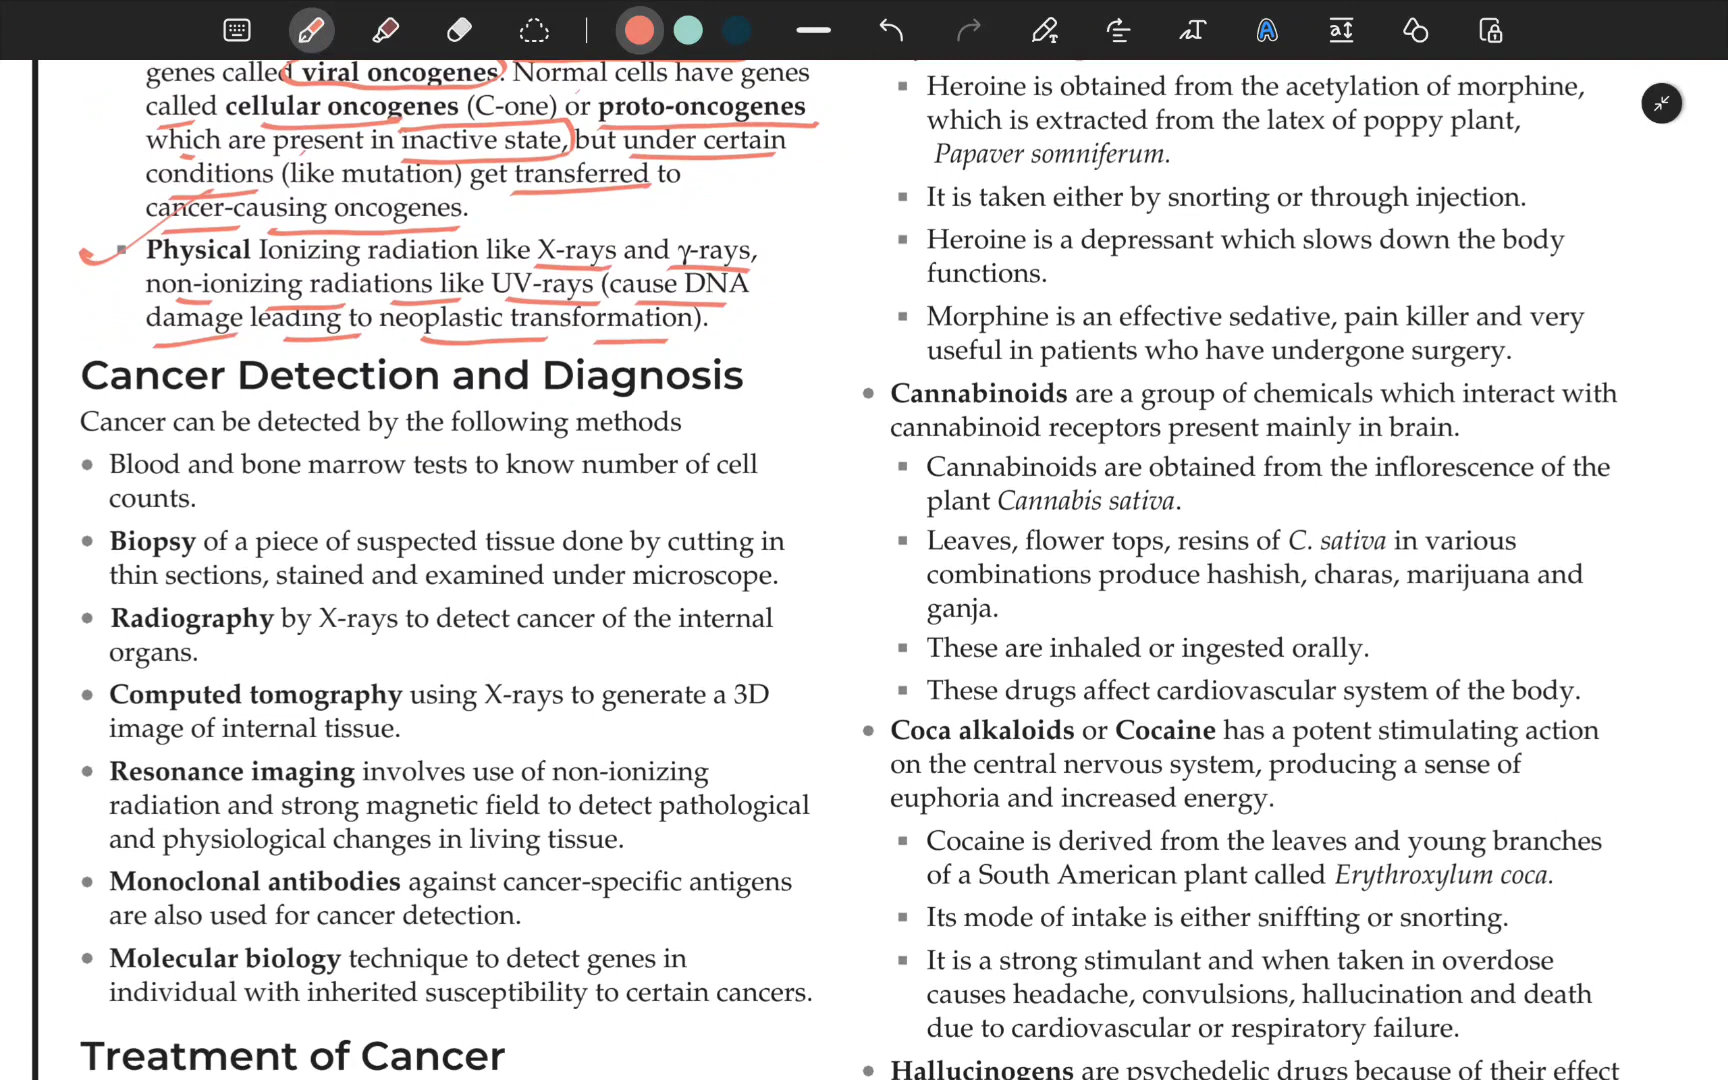 genes called viral oncogenes. Normal cells have genes
called cellular oncogenes (C-one) or proto-oncogenes
which are present in inactive state, but under certain
conditions (like mutation) get transferred to
cancer-causing oncogenes.
Physical Ionizing radiation like X-rays and γ-rays,
non-ionizing radiations like UV-rays (cause DNA
damage leading to neoplastic transformation).
Cancer Detection and Diagnosis
Cancer can be detected by the following methods
Blood and bone marrow tests to know number of cell
counts.
Biopsy of a piece of suspected tissue done by cutting in
thin sections, stained and examined under microscope.
Radiography by X-rays to detect cancer of the internal
organs.
Computed tomography using X-rays to generate a 3D
image of internal tissue.
Resonance imaging involves use of non-ionizing
radiation and strong magnetic field to detect pathological
and physiological changes in living tissue.
Monoclonal antibodies against cancer-specific antigens
are also used for cancer detection.
Molecular biology technique to detect genes in
individual with inherited susceptibility to certain cancers.
Treatment of Cancer
Heroine is obtained from the acetylation of morphine,
which is extracted from the latex of poppy plant,
Papaver somniferum.
It is taken either by snorting or through injection.
Heroine is a depressant which slows down the body
functions.
Morphine is an effective sedative, pain killer and very
useful in patients who have undergone surgery.
Cannabinoids are a group of chemicals which interact with
cannabinoid receptors present mainly in brain.
Cannabinoids are obtained from the inflorescence of the
plant Cannabis sativa.
Leaves, flower tops, resins of C. sativa in various
combinations produce hashish, charas, marijuana and
ganja.
These are inhaled or ingested orally.
These drugs affect cardiovascular system of the body.
Coca alkaloids or Cocaine has a potent stimulating action
on the central nervous system, producing a sense of
euphoria and increased energy.
Cocaine is derived from the leaves and young branches
of a South American plant called Erythroxylum coca.
Its mode of intake is either sniffting or snorting.
It is a strong stimulant and when taken in overdose
causes headache, convulsions, hallucination and death
due to cardiovascular or respiratory failure.
Hallucinogens are psychedelic drugs because of their effect